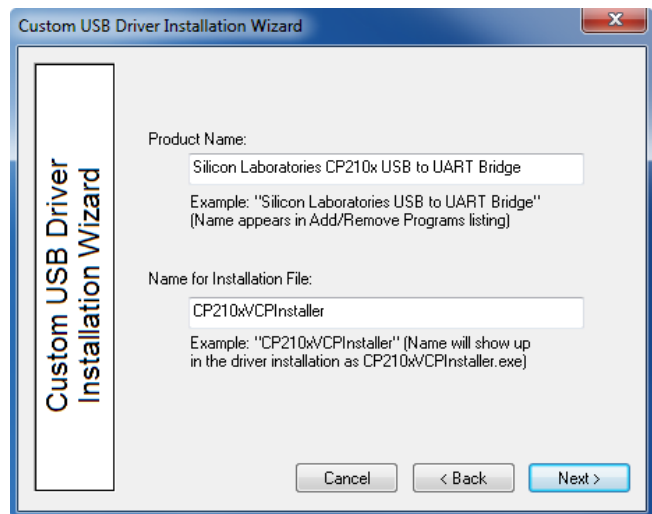 Custom USB Driver Installation Wizard
Custom USB Driver
Installation Wizard
Product Name:
Silicon Laboratories CP210x USB to UART Bridge
Example: "Silicon Laboratories USB to UART Bridge"
(Name appears in Add/Remove Programs listing)
Name for Installation File:
CP210xVCPInstaller
Example: "CP210xVCPInstaller" (Name will show up
in the driver installation as CP210xVCPInstaller.exe)
Cancel
< Back
Next >